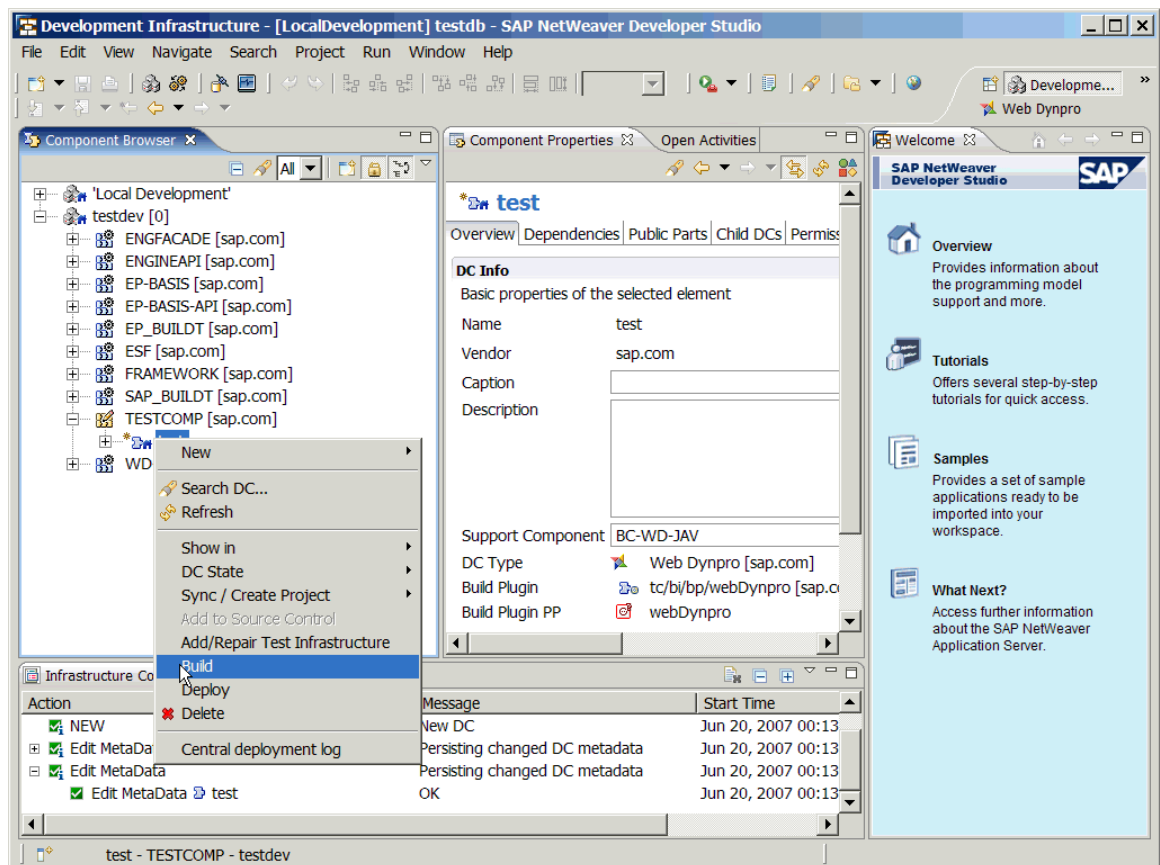 Development Infrastructure - [LocalDevelopment] testdb - SAP NetWeaver Developer Studio
File Edit View Navigate Search Project Run Window Help
Developme... »
Web Dynpro
Component Browser
All
'Local Development'
testdev [0]
ENGFACADE [sap.com]
ENGINEAPI [sap.com]
EP-BASIS [sap.com]
EP-BASIS-API [sap.com]
EP_BUILDT [sap.com]
ESF [sap.com]
FRAMEWORK [sap.com]
SAP_BUILDT [sap.com]
TESTCOMP [sap.com]
WD
New
Search DC...
Refresh
Show in
DC State
Sync / Create Project
Add to Source Control
Add/Repair Test Infrastructure
Build
Deploy
Delete
Central deployment log
Component Properties Open Activities
test
Overview Dependencies Public Parts Child DCs Permiss
DC Info
Basic properties of the selected element
Name test
Vendor sap.com
Caption
Description
Support Component BC-WD-JAV
DC Type Web Dynpro [sap.com]
Build Plugin tc/bi/bp/webDynpro [sap.co
Build Plugin PP webDynpro
Welcome
SAP NetWeaver
Developer Studio
SAP
Overview
Provides information about
the programming model
support and more.
Tutorials
Offers several step-by-step
tutorials for quick access.
Samples
Provides a set of sample
applications ready to be
imported into your
workspace.
What Next?
Access further information
about the SAP NetWeaver
Application Server.
Infrastructure Co
Action Message Start Time
NEW New DC Jun 20, 2007 00:13
Edit MetaDa Persisting changed DC metadata Jun 20, 2007 00:13
Edit MetaData Persisting changed DC metadata Jun 20, 2007 00:13
Edit MetaData test OK Jun 20, 2007 00:13
test - TESTCOMP - testdev